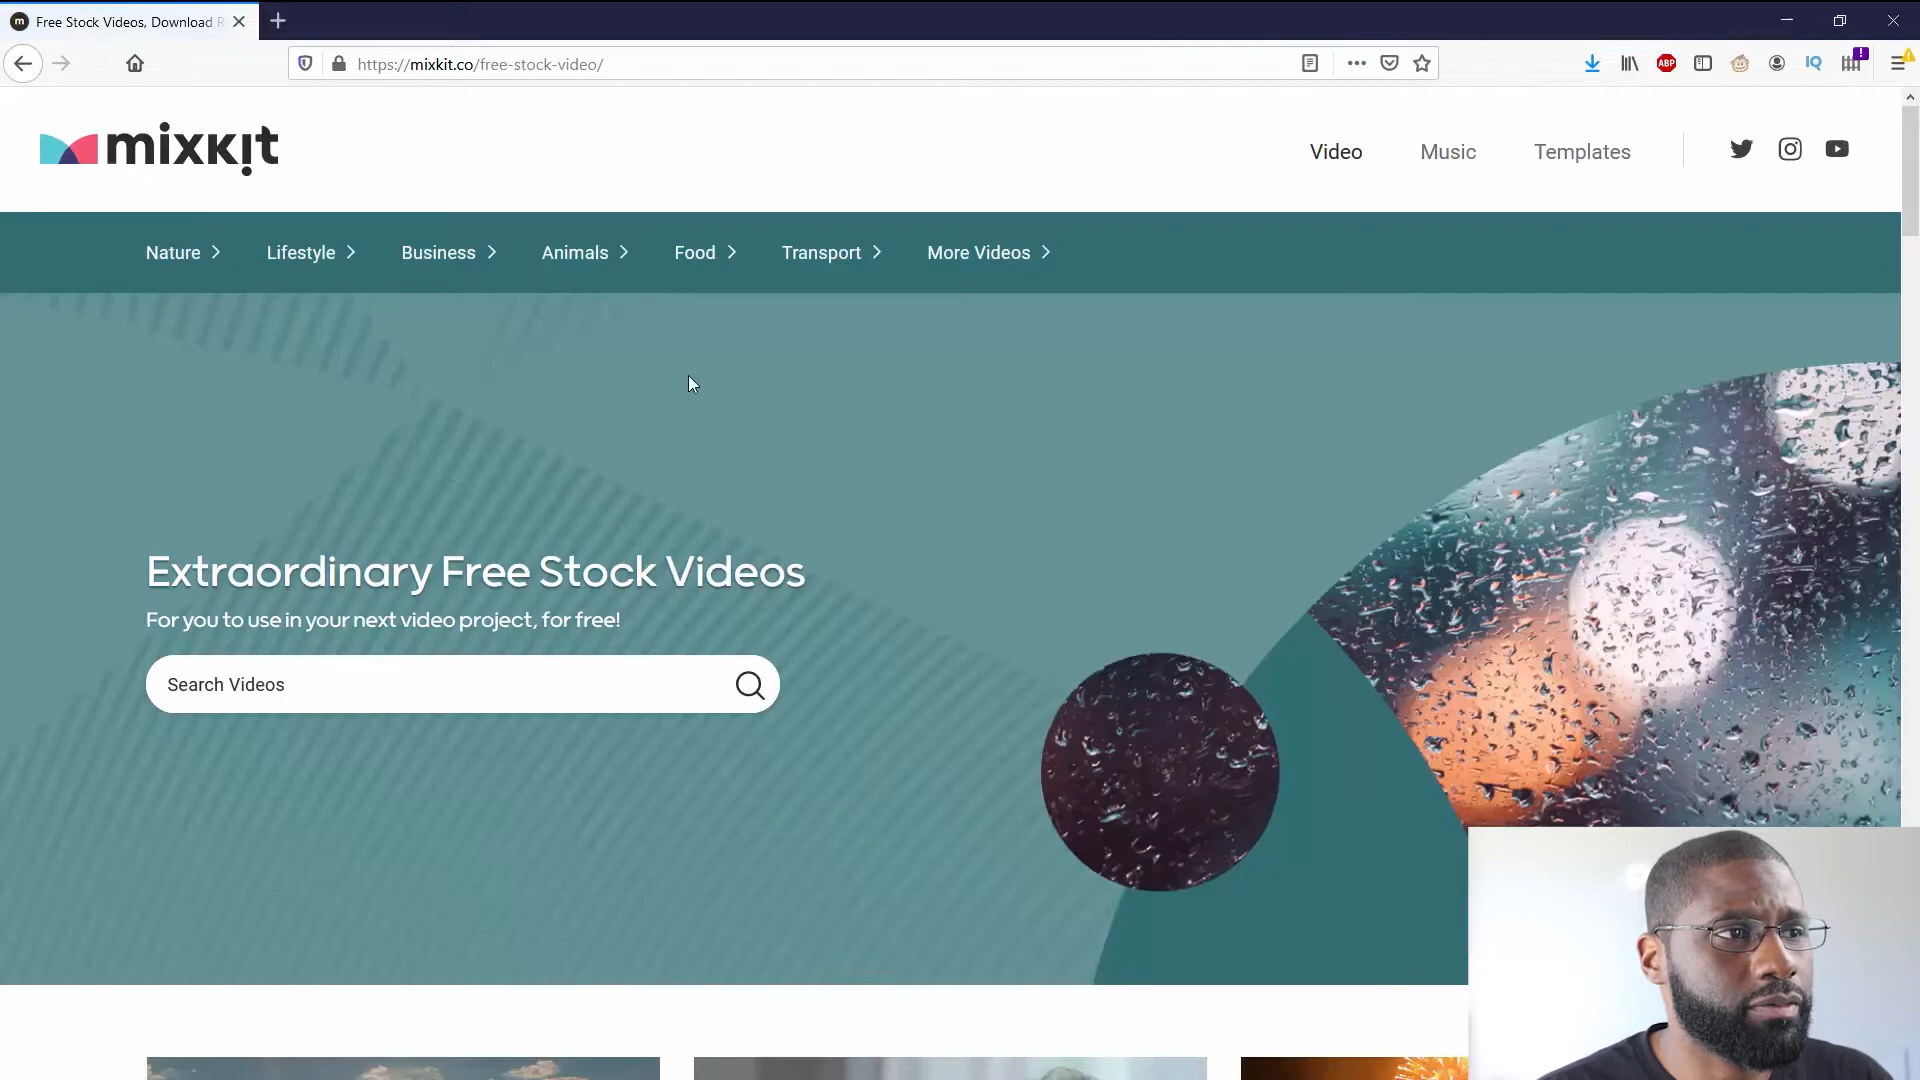 m Free Stock Videos, Download R
https://mixkit.co/free-stock-video/
ABP
IQ
!
mixkit
Video Music Templates
Nature Lifestyle Business Animals Food Transport More Videos
Extraordinary Free Stock Videos
For you to use in your next video project, for free!
Search Videos